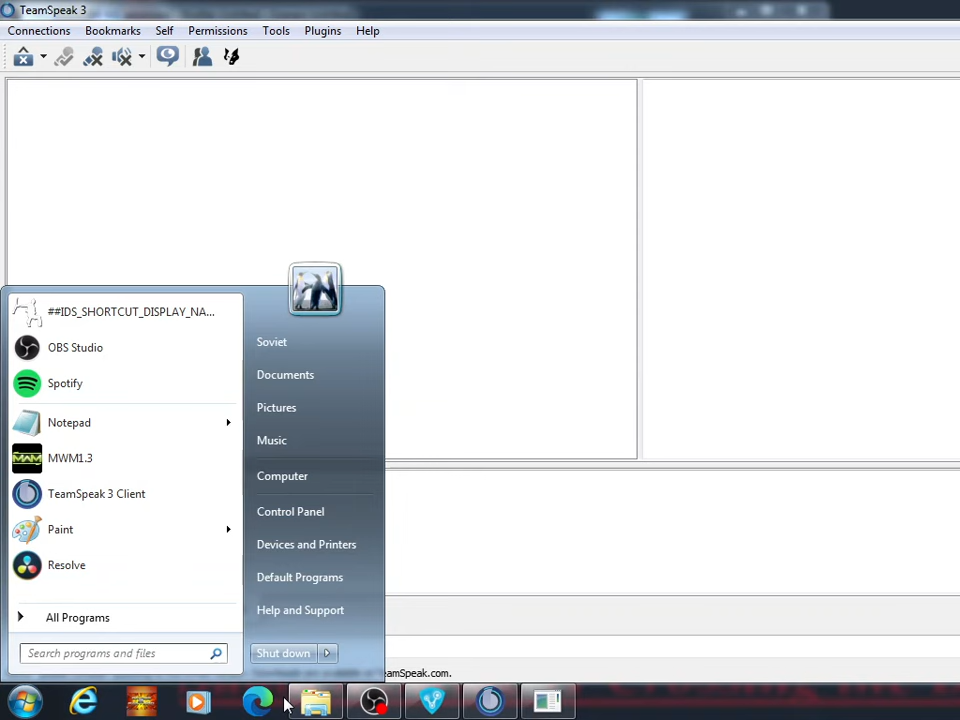 TeamSpeak 3
Connections Bookmarks Self Permissions Tools Plugins Help
##IDS_SHORTCUT_DISPLAY_NA...
OBS Studio
Spotify
Notepad
MWM1.3
TeamSpeak 3 Client
Paint
Resolve
All Programs
Search programs and files
Soviet
Documents
Pictures
Music
Computer
Control Panel
Devices and Printers
Default Programs
Help and Support
Shut down
TeamSpeak.com.